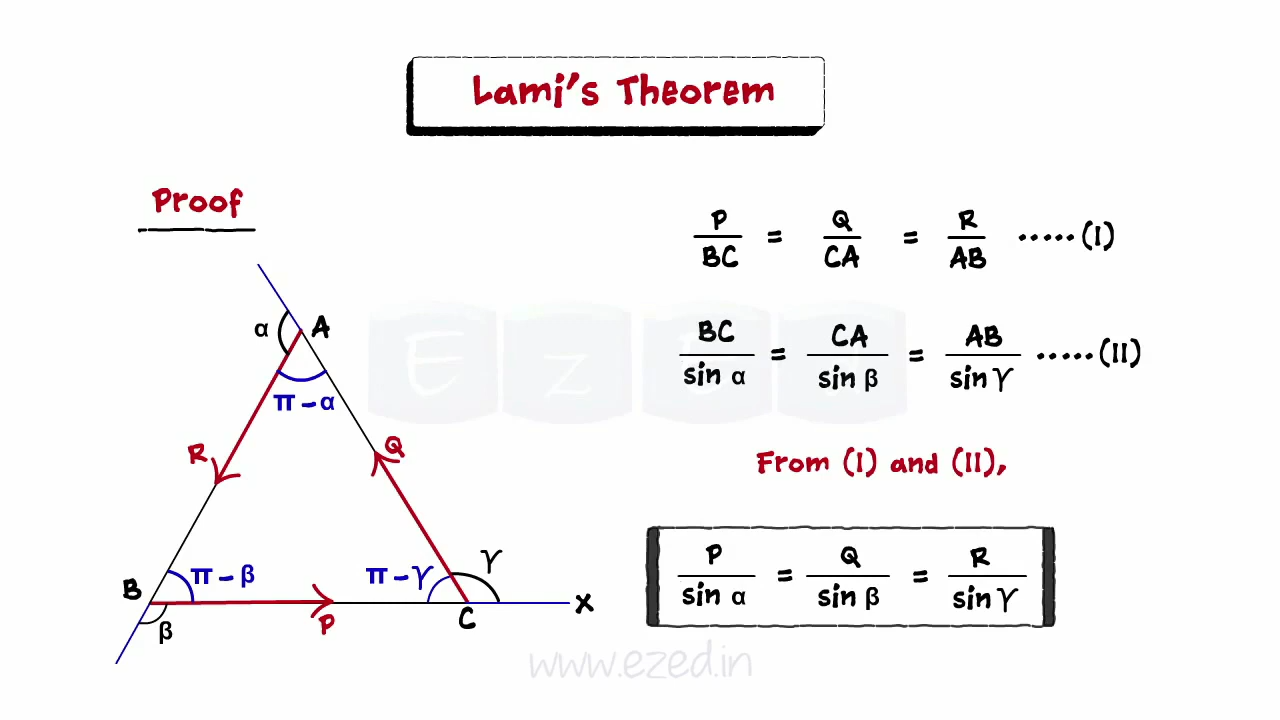 Lami's Theorem
Proof
P/BC = Q/CA = R/AB .....(I)
BC/sin α = CA/sin β = AB/sin γ .....(II)
From (I) and (II),
P/sin α = Q/sin β = R/sin γ
α
A
π - α
R
Q
B
π - β
π - γ
γ
β
P
C
X
EZED
www.ezed.in